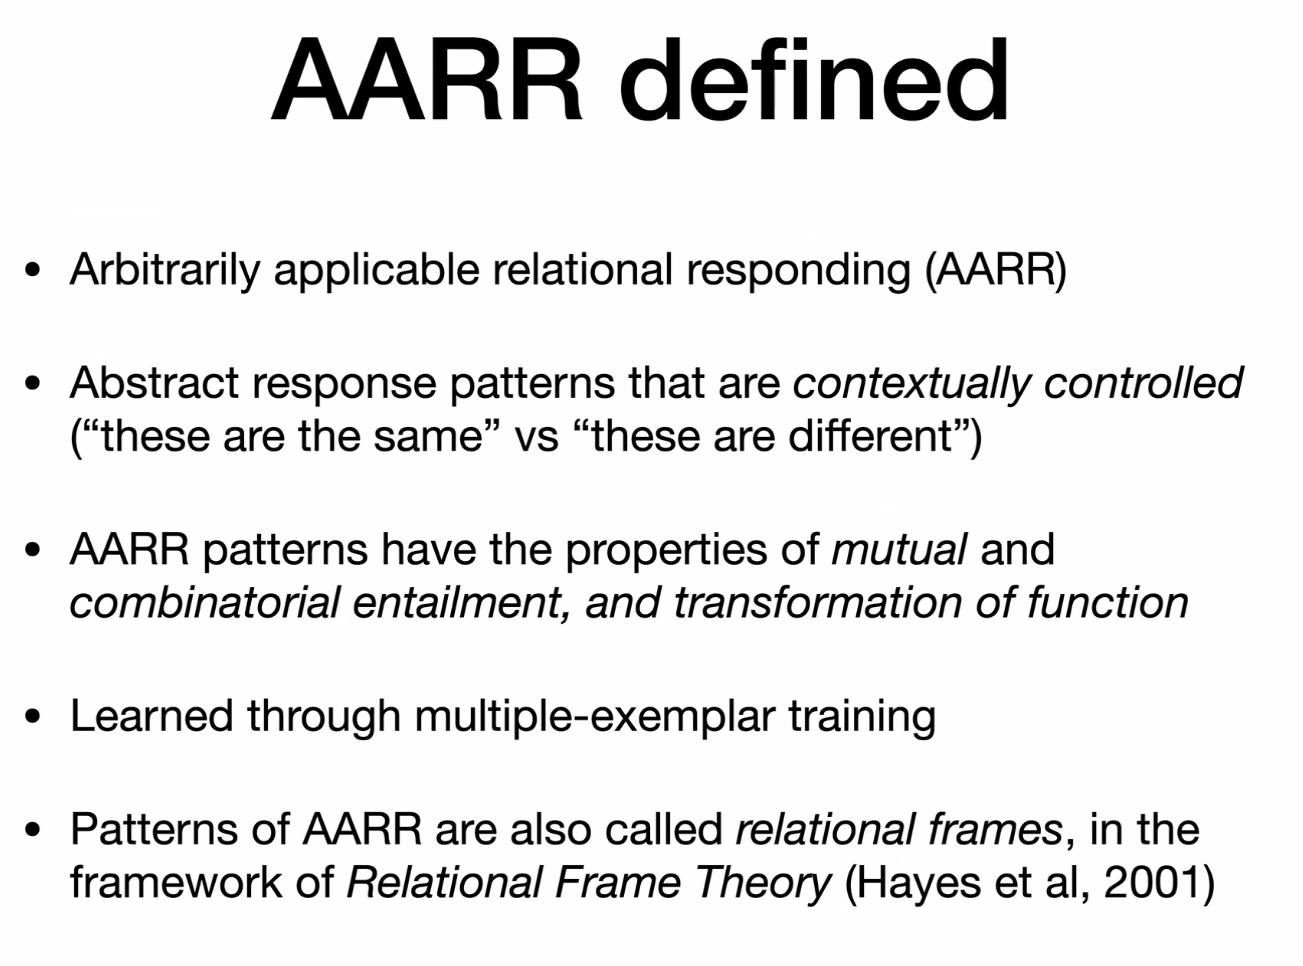 AARR defined
• Arbitrarily applicable relational responding (AARR)
• Abstract response patterns that are contextually controlled
(“these are the same” vs “these are different”)
• AARR patterns have the properties of mutual and
combinatorial entailment, and transformation of function
• Learned through multiple-exemplar training
• Patterns of AARR are also called relational frames, in the
framework of Relational Frame Theory (Hayes et al, 2001)